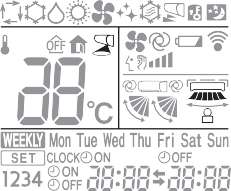 OFF
88°C
WEEKLY Mon Tue Wed Thu Fri Sat Sun
SET CLOCK ON OFF
1234 ON 88:88 88:88
OFF